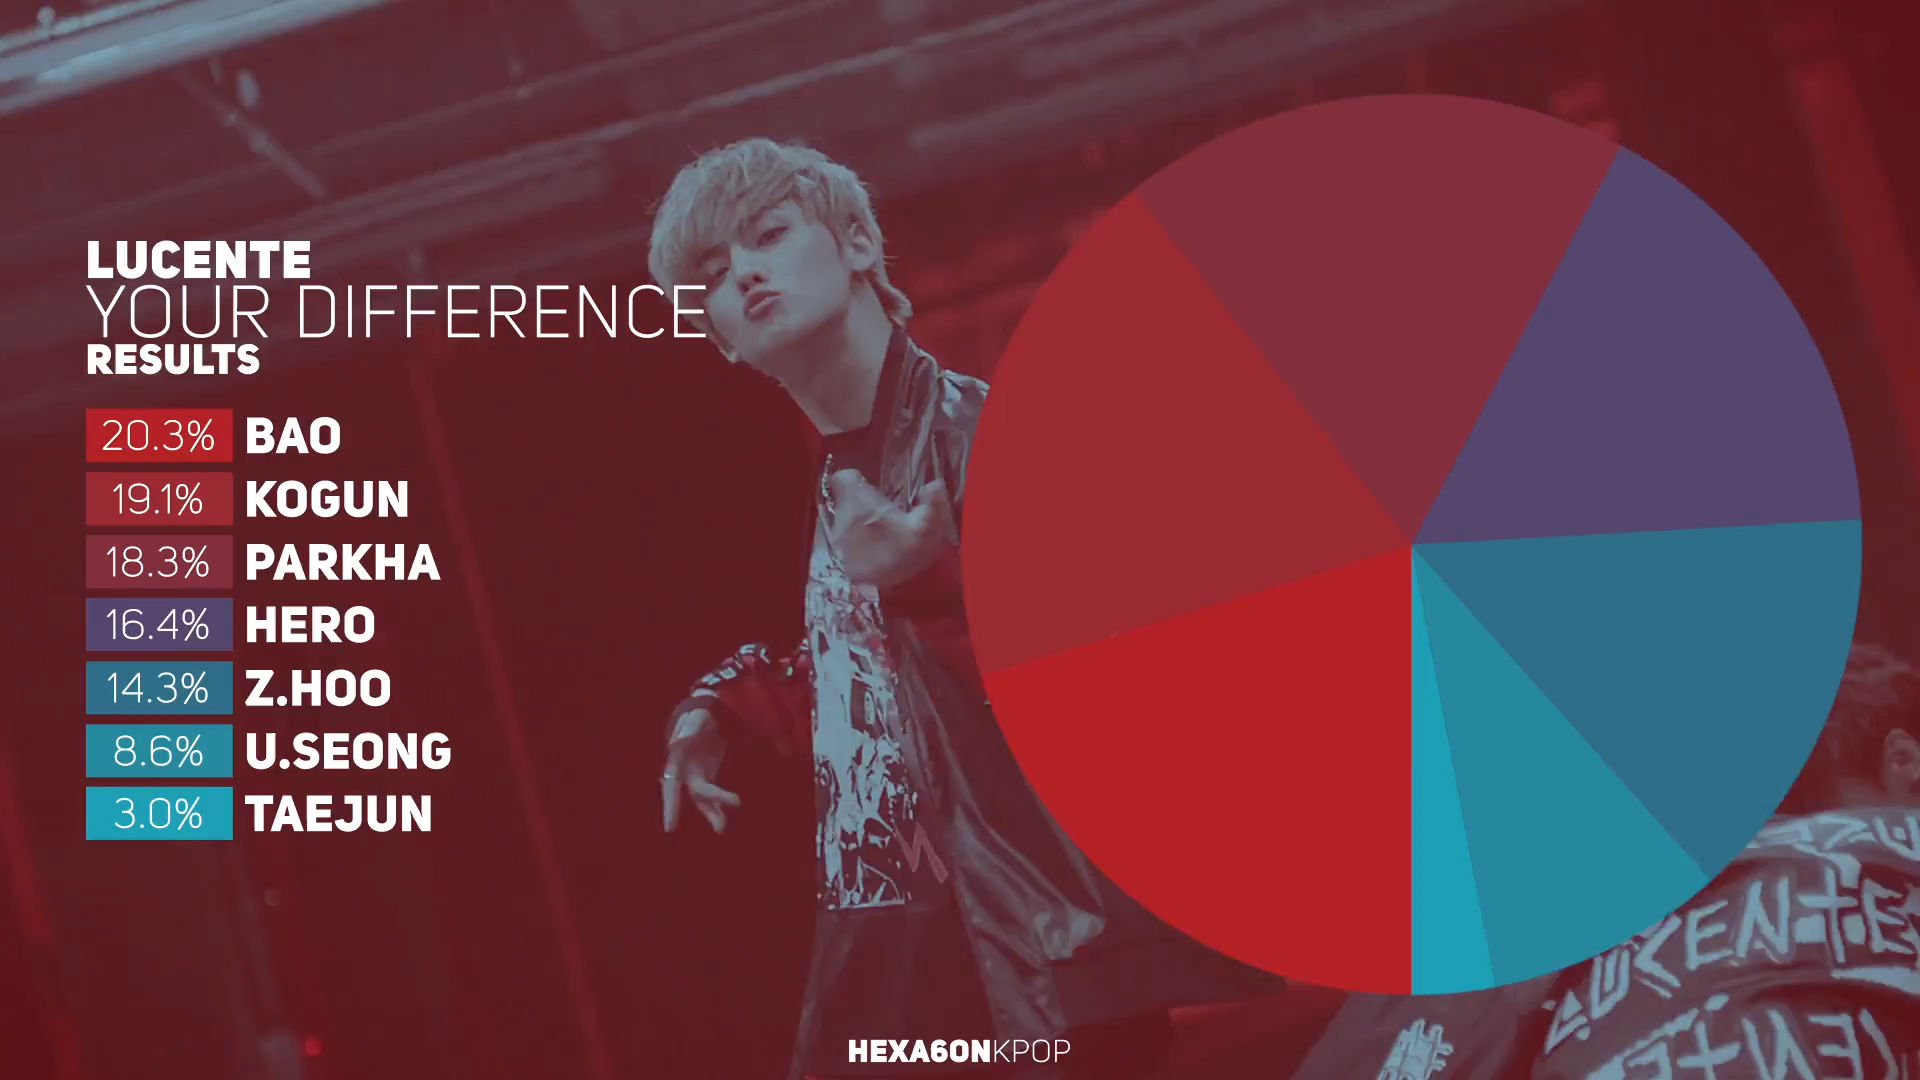 LUCENTE
YOUR DIFFERENCE
RESULTS
20.3% BAO
19.1% KOGUN
18.3% PARKHA
16.4% HERO
14.3% Z.HOO
8.6% U.SEONG
3.0% TAEJUN
HEXA6ONKPOP